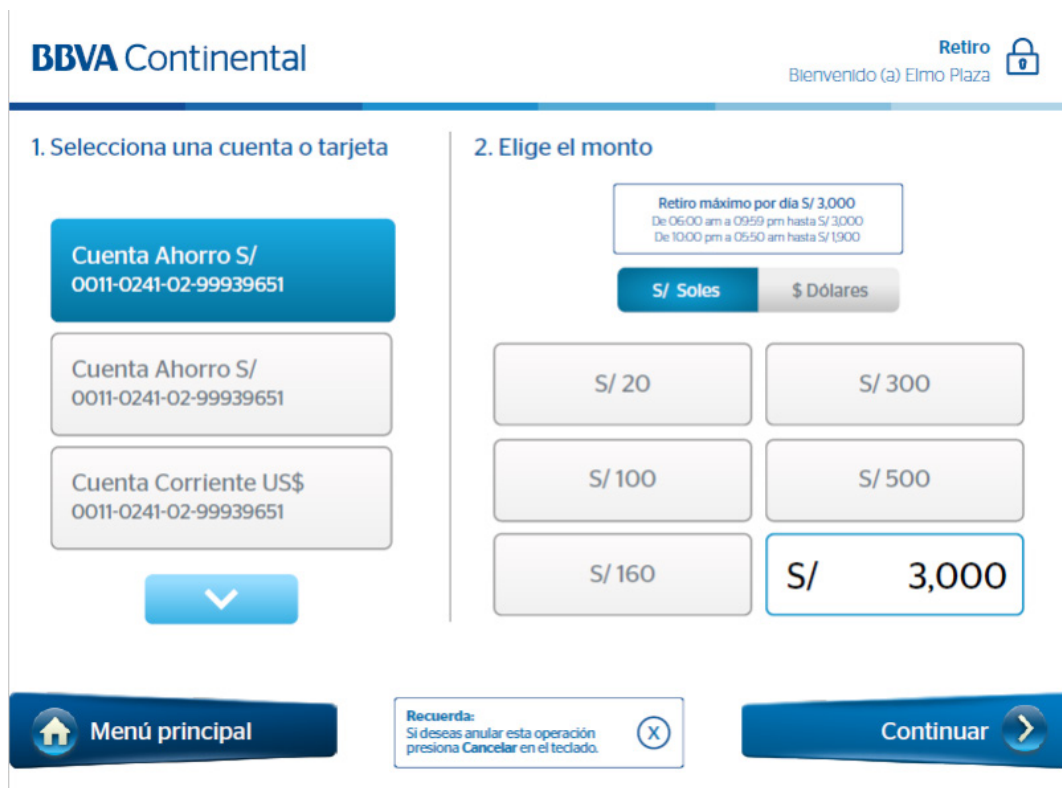 BBVA Continental
Retiro
Bienvenido (a) Elmo Plaza
1. Selecciona una cuenta o tarjeta
Cuenta Ahorro S/
0011-0241-02-99939651
Cuenta Ahorro S/
0011-0241-02-99939651
Cuenta Corriente US$
0011-0241-02-99939651
2. Elige el monto
Retiro máximo por día S/ 3,000
De 06:00 am a 09:59 pm hasta S/ 3,000
De 10:00 pm a 05:50 am hasta S/ 1,900
S/ Soles
$ Dólares
S/ 20
S/ 300
S/ 100
S/ 500
S/ 160
S/ 3,000
Menú principal
Recuerda:
Si deseas anular esta operación
presiona Cancelar en el teclado.
X
Continuar